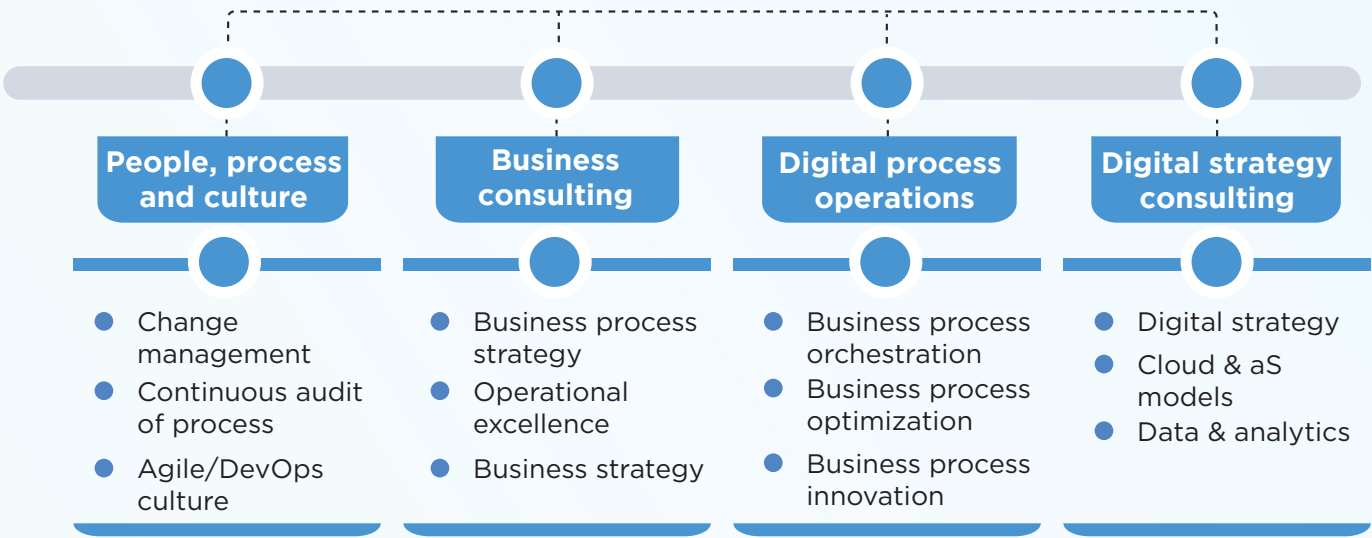 People, process
and culture
Change
management
Continuous audit
of process
Agile/DevOps
culture
Business
consulting
Business process
strategy
Operational
excellence
Business strategy
Digital process
operations
Business process
orchestration
Business process
optimization
Business process
innovation
Digital strategy
consulting
Digital strategy
Cloud & aS
models
Data & analytics